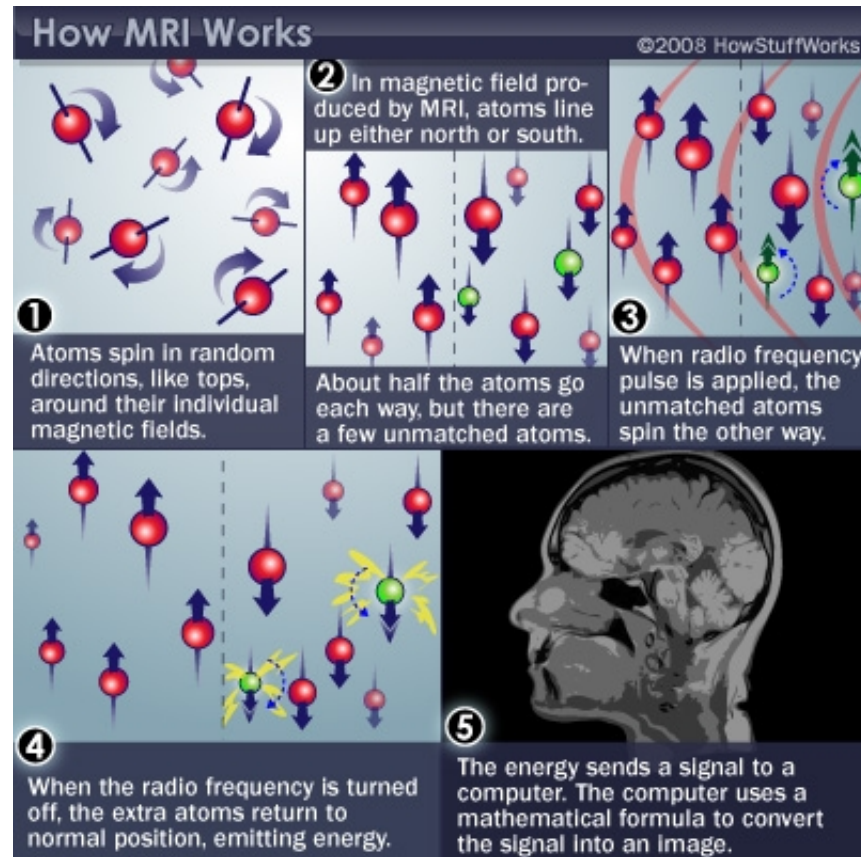 How MRI Works
©2008 HowStuffWorks
1
Atoms spin in random
directions, like tops,
around their individual
magnetic fields.
2 In magnetic field pro-
duced by MRI, atoms line
up either north or south.
About half the atoms go
each way, but there are
a few unmatched atoms.
3
When radio frequency
pulse is applied, the
unmatched atoms
spin the other way.
4
When the radio frequency is turned
off, the extra atoms return to
normal position, emitting energy.
5
The energy sends a signal to a
computer. The computer uses a
mathematical formula to convert
the signal into an image.